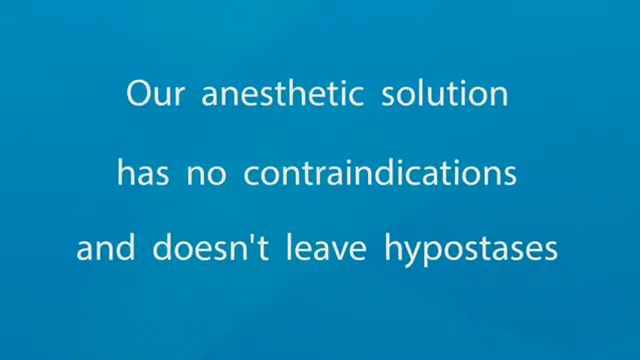 Our anesthetic solution
has no contraindications
and doesn't leave hypostases